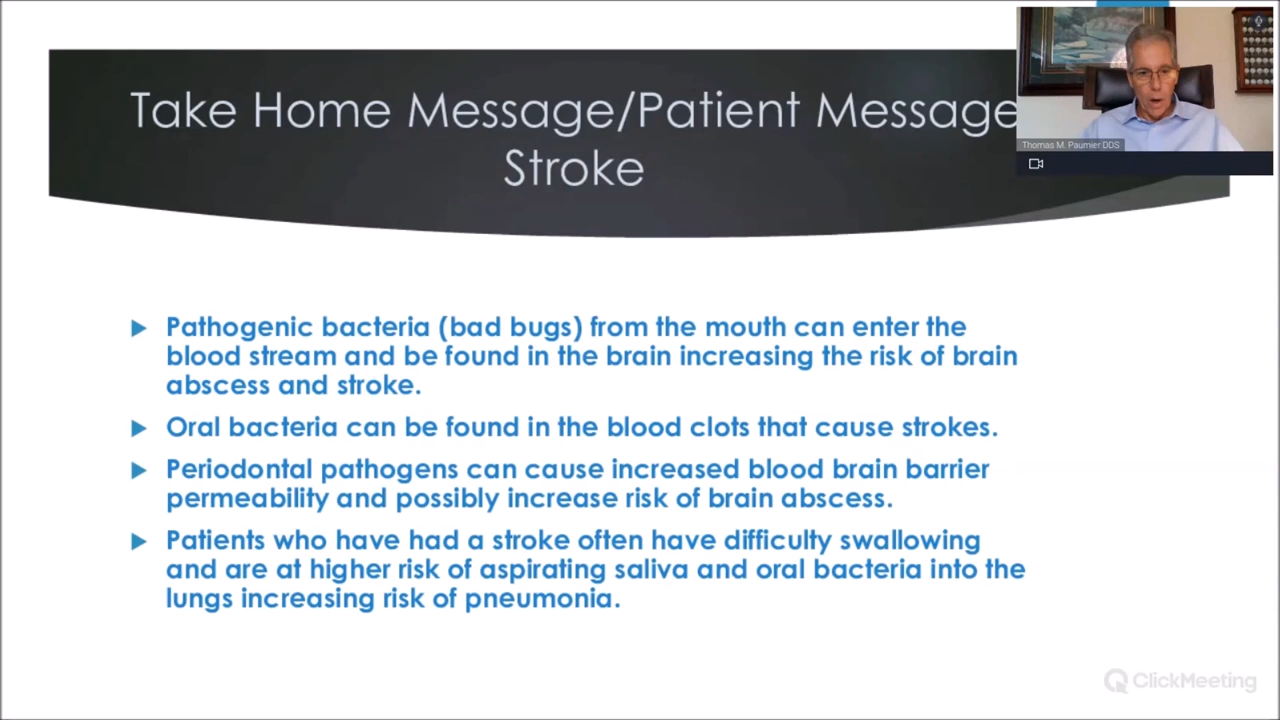 Take Home Message/Patient Message
Stroke
Thomas M. Paumier DDS
Pathogenic bacteria (bad bugs) from the mouth can enter the
blood stream and be found in the brain increasing the risk of brain
abscess and stroke.
Oral bacteria can be found in the blood clots that cause strokes.
Periodontal pathogens can cause increased blood brain barrier
permeability and possibly increase risk of brain abscess.
Patients who have had a stroke often have difficulty swallowing
and are at higher risk of aspirating saliva and oral bacteria into the
lungs increasing risk of pneumonia.
ClickMeeting